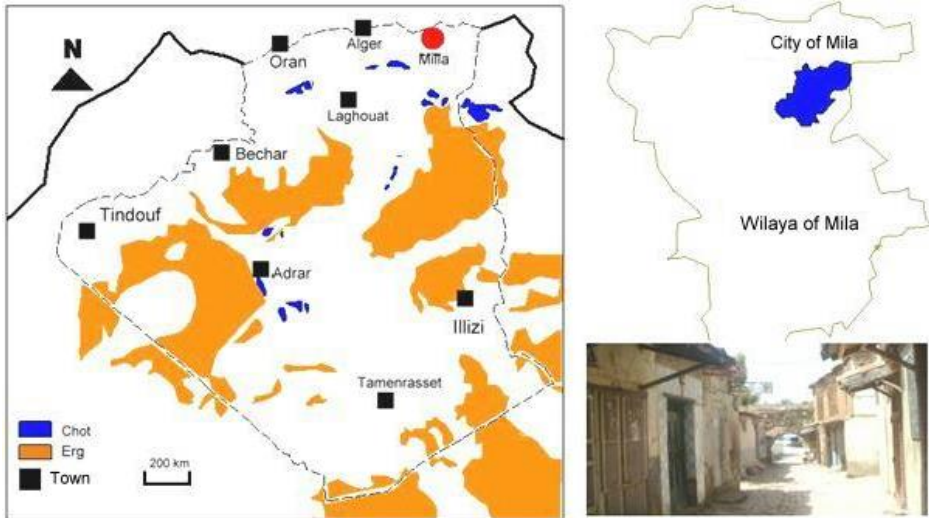 N
Oran
Alger
Milla
Laghouat
Bechar
Tindouf
Adrar
Illizi
Tamenrasset
Chot
Erg
Town
200 km
City of Mila
Wilaya of Mila